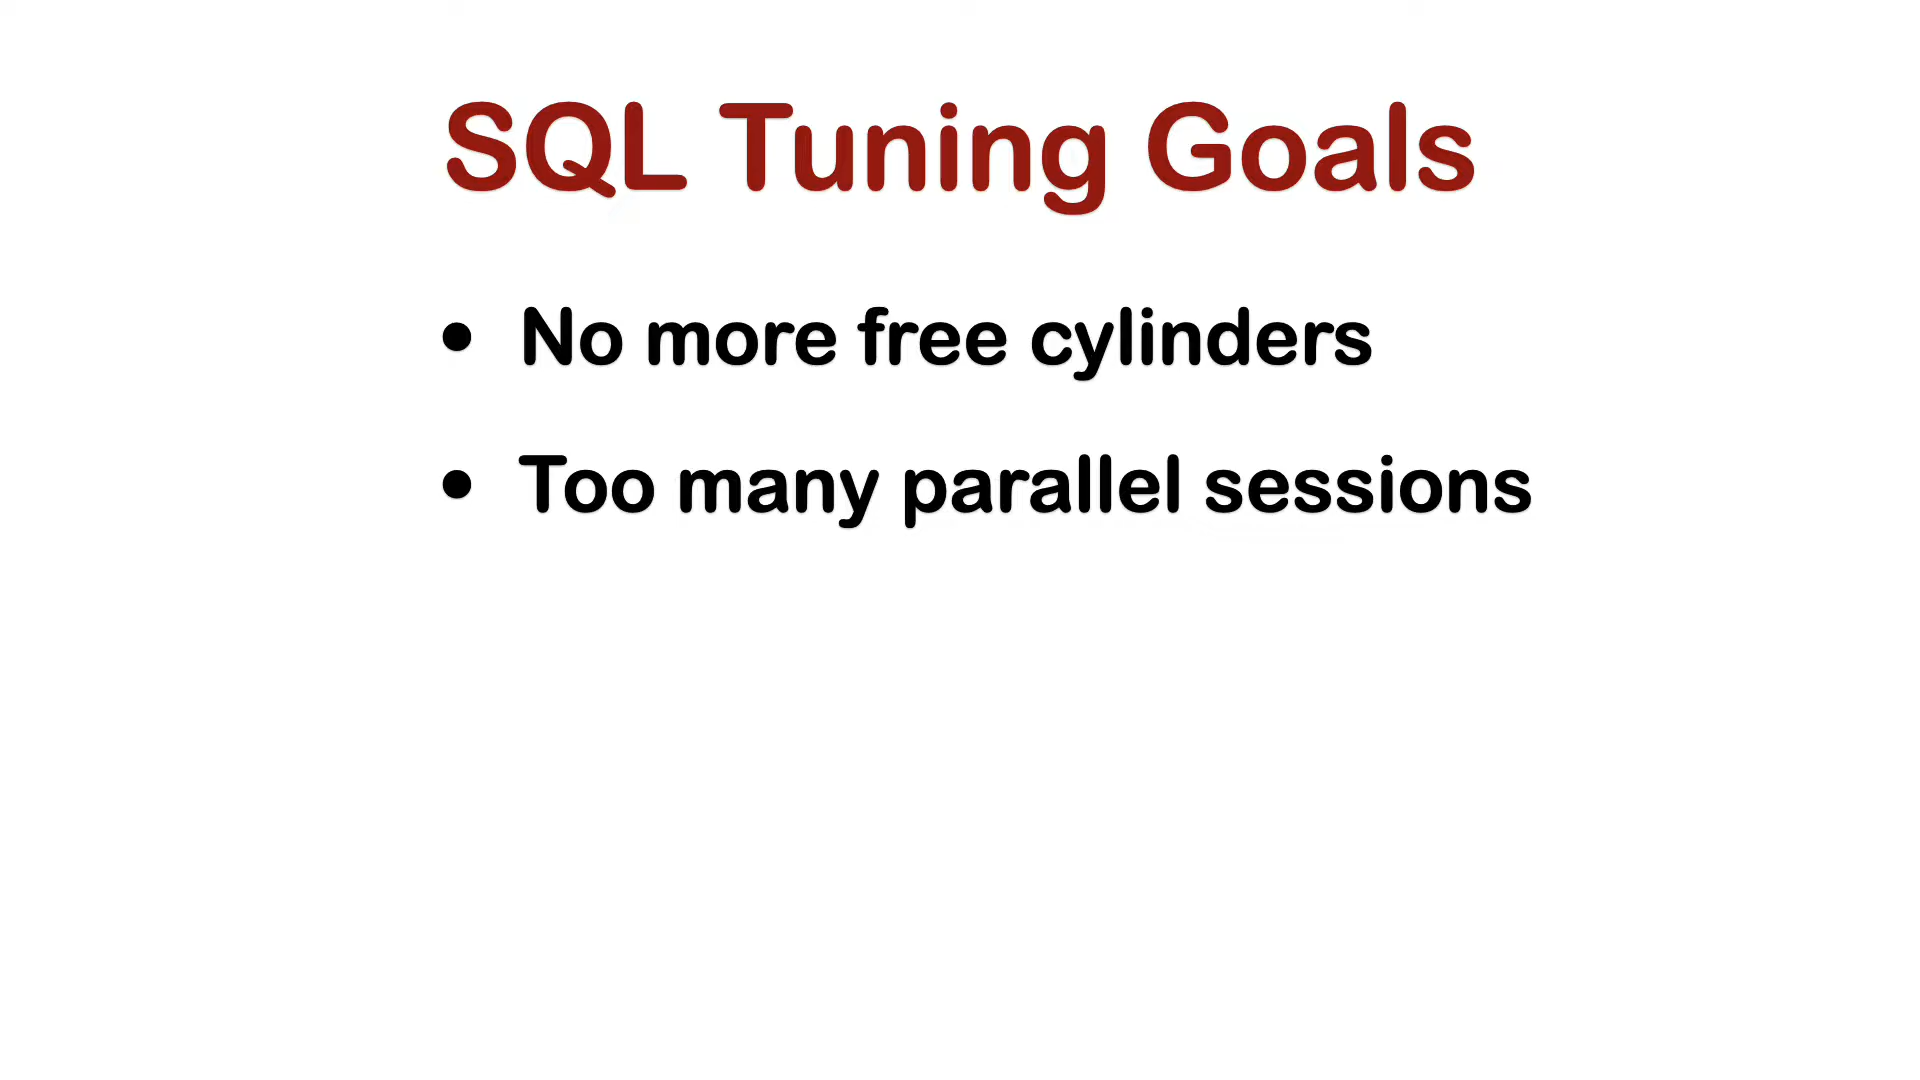 SQL Tuning Goals
• No more free cylinders
• Too many parallel sessions